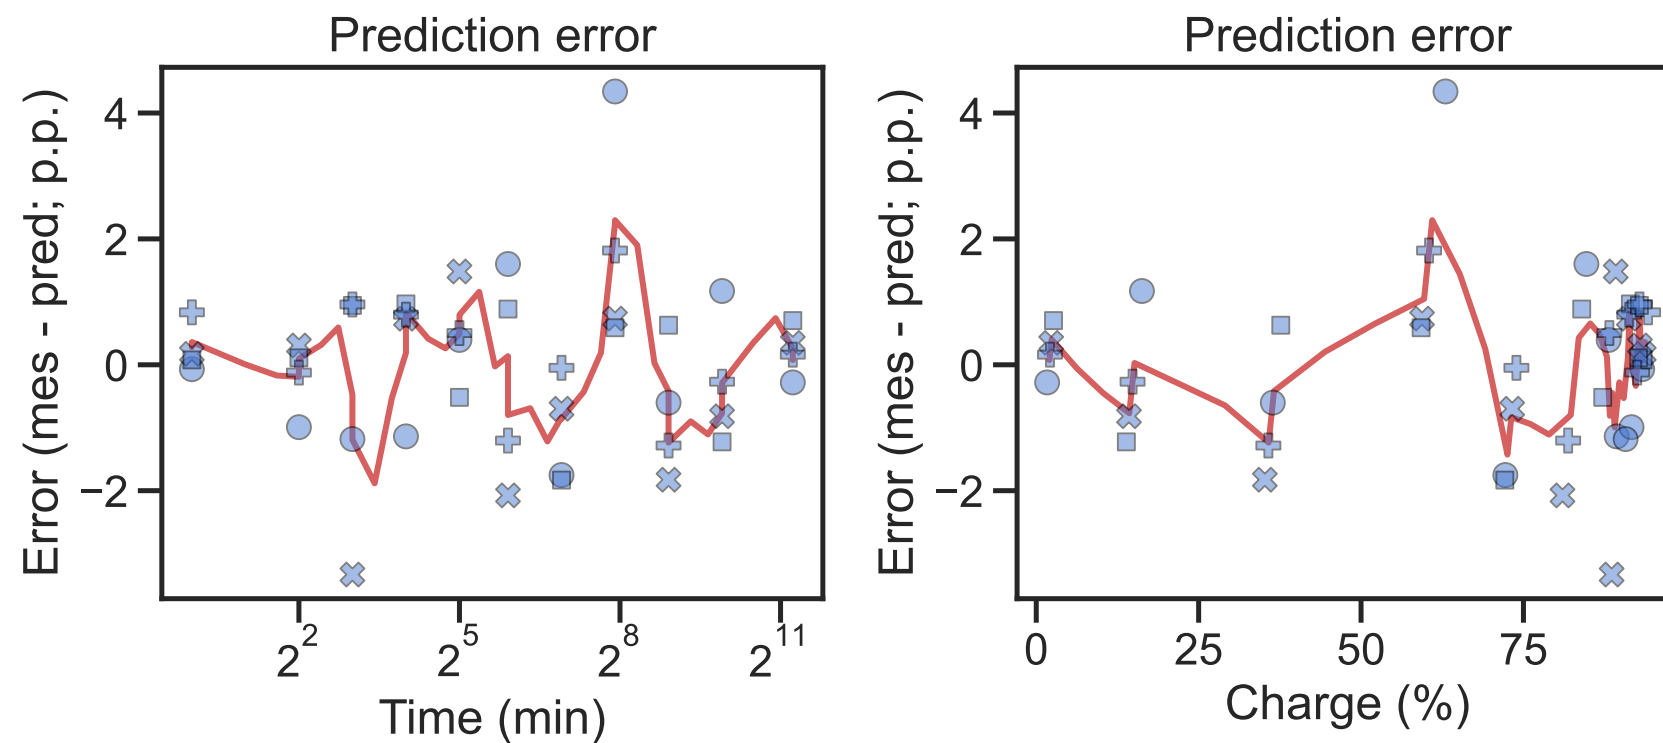 Prediction error
Error (mes - pred; p.p.)
4
2
0
−2
2^2 2^5 2^8 2^11
Time (min)
Prediction error
Error (mes - pred; p.p.)
4
2
0
−2
0 25 50 75
Charge (%)